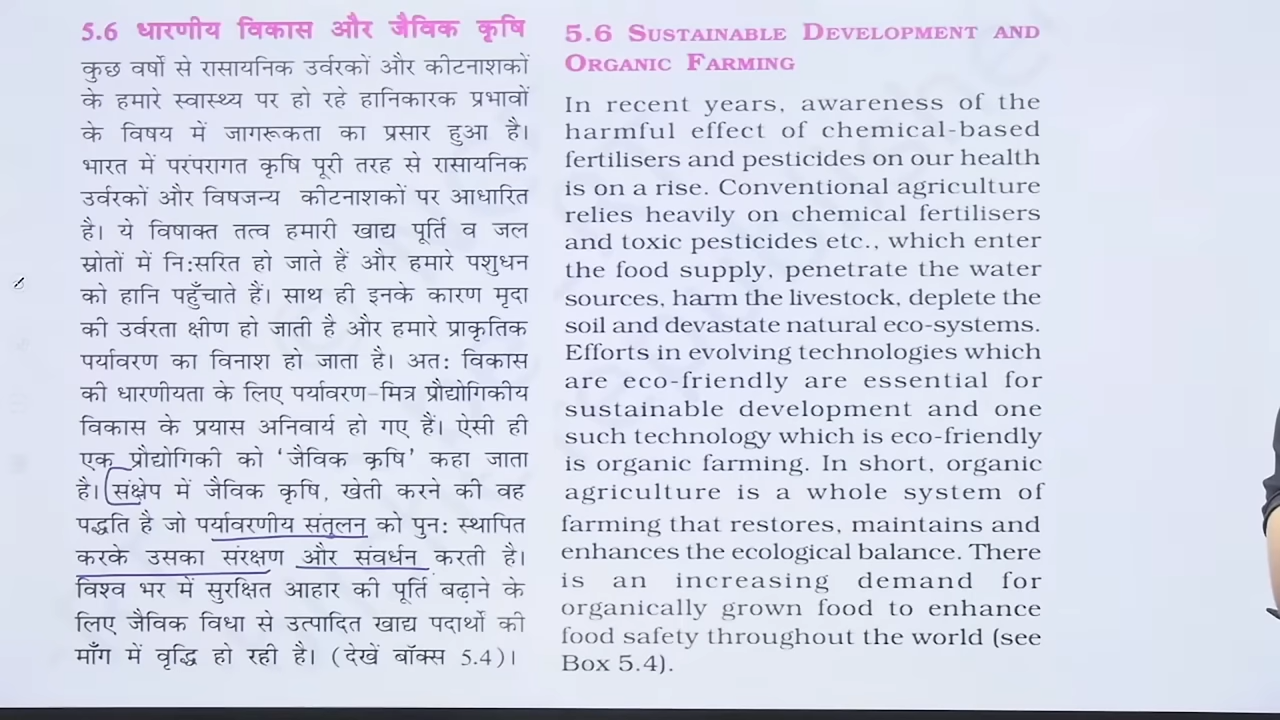 5.6 धारणीय विकास और जैविक कृषि
कुछ वर्षों से रासायनिक उर्वरकों और कीटनाशकों
के हमारे स्वास्थ्य पर हो रहे हानिकारक प्रभावों
के विषय में जागरूकता का प्रसार हुआ है।
भारत में परंपरागत कृषि पूरी तरह से रासायनिक
उर्वरकों और विषजन्य कीटनाशकों पर आधारित
है। ये विषाक्त तत्व हमारी खाद्य पूर्ति व जल
स्रोतों में नि:सरित हो जाते हैं और हमारे पशुधन
को हानि पहुँचाते हैं। साथ ही इनके कारण मृदा
की उर्वरता क्षीण हो जाती है और हमारे प्राकृतिक
पर्यावरण का विनाश हो जाता है। अत: विकास
की धारणीयता के लिए पर्यावरण-मित्र प्रौद्योगिकीय
विकास के प्रयास अनिवार्य हो गए हैं। ऐसी ही
एक प्रौद्योगिकी को ‘जैविक कृषि’ कहा जाता
है। संक्षेप में जैविक कृषि, खेती करने की वह
पद्धति है जो पर्यावरणीय संतुलन को पुन: स्थापित
करके उसका संरक्षण और संवर्धन करती है।
विश्व भर में सुरक्षित आहार की पूर्ति बढ़ाने के
लिए जैविक विधा से उत्पादित खाद्य पदार्थों की
माँग में वृद्धि हो रही है। (देखें बॉक्स 5.4)।
5.6 SUSTAINABLE DEVELOPMENT AND
ORGANIC FARMING
In recent years, awareness of the
harmful effect of chemical-based
fertilisers and pesticides on our health
is on a rise. Conventional agriculture
relies heavily on chemical fertilisers
and toxic pesticides etc., which enter
the food supply, penetrate the water
sources, harm the livestock, deplete the
soil and devastate natural eco-systems.
Efforts in evolving technologies which
are eco-friendly are essential for
sustainable development and one
such technology which is eco-friendly
is organic farming. In short, organic
agriculture is a whole system of
farming that restores, maintains and
enhances the ecological balance. There
is an increasing demand for
organically grown food to enhance
food safety throughout the world (see
Box 5.4).